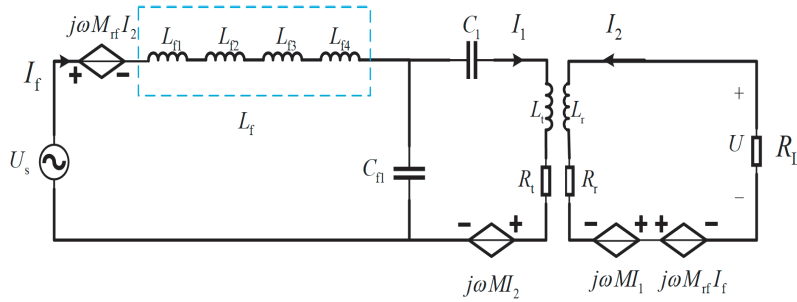 jωM_rf I_2
L_f1 L_f2 L_f3 L_f4
C_1
I_1
I_2
I_f
+ -
L_f
L_t
L_r
+
U_s
C_f1
R_t
R_r
U
R_L
-
- +
- + + -
jωMI_2
jωMI_1
jωM_rf I_f